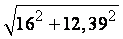 √16² + 12,39²